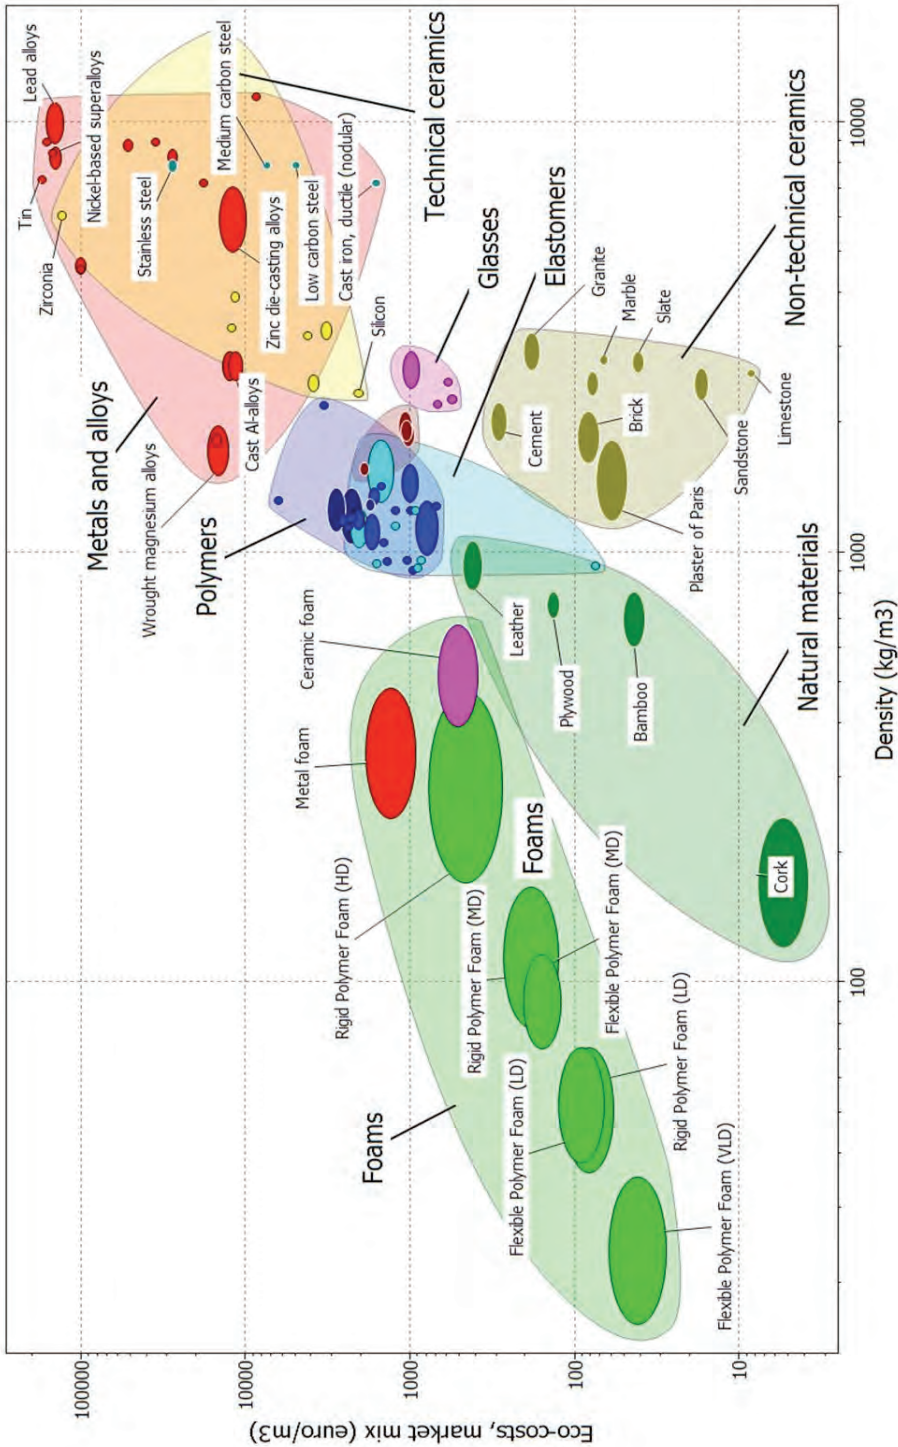 Eco-costs, market mix (euro/m3)
100000
10000
1000
100
10
Density (kg/m3)
100
1000
10000
Metals and alloys
Wrought magnesium alloys
Zirconia
Tin
Lead alloys
Nickel-based superalloys
Stainless steel
Medium carbon steel
Zinc die-casting alloys
Low carbon steel
Cast iron, ductile (nodular)
Cast Al-alloys
Silicon
Technical ceramics
Polymers
Glasses
Elastomers
Non-technical ceramics
Granite
Marble
Slate
Cement
Brick
Sandstone
Limestone
Plaster of Paris
Natural materials
Leather
Plywood
Bamboo
Cork
Ceramic foam
Metal foam
Foams
Rigid Polymer Foam (HD)
Rigid Polymer Foam (MD)
Flexible Polymer Foam (MD)
Foams
Flexible Polymer Foam (LD)
Rigid Polymer Foam (LD)
Flexible Polymer Foam (VLD)